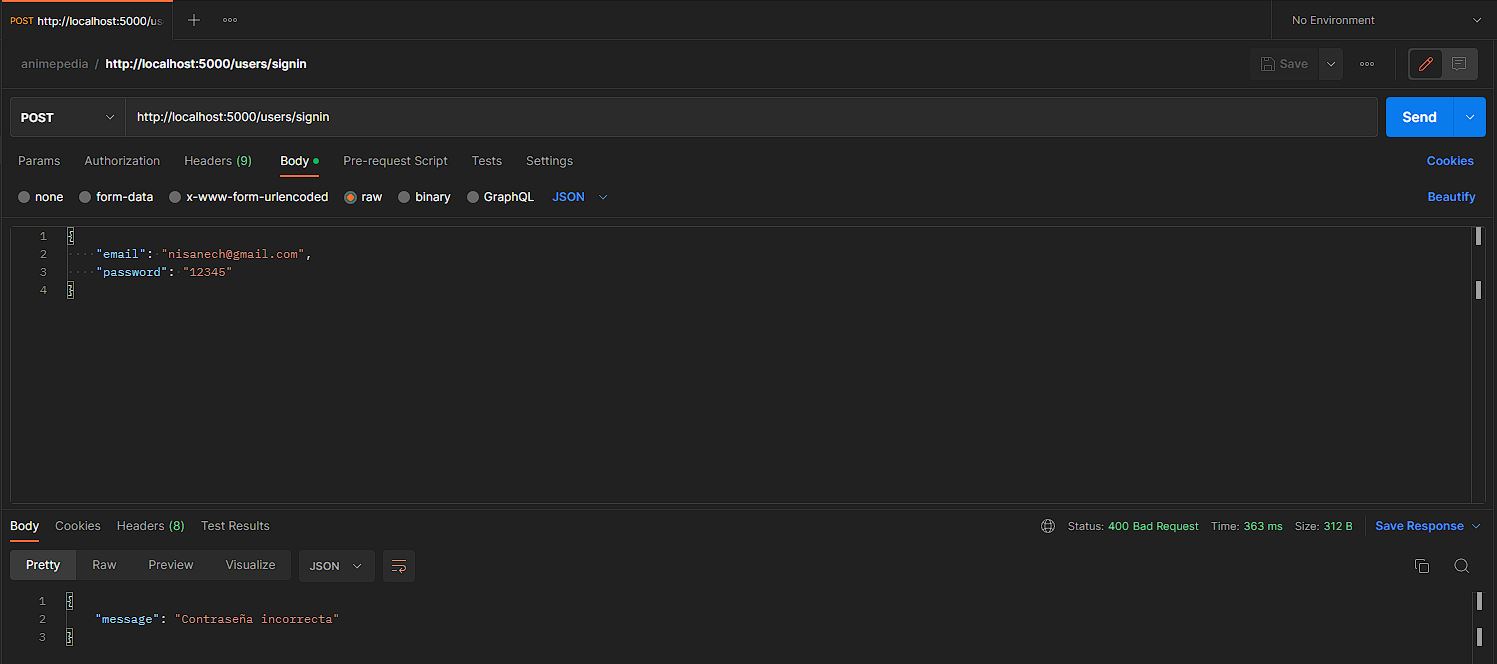 POST http://localhost:5000/us
No Environment
animepedia / http://localhost:5000/users/signin
Save
POST
http://localhost:5000/users/signin
Send
Params Authorization Headers (9) Body Pre-request Script Tests Settings
Cookies
none form-data x-www-form-urlencoded raw binary GraphQL JSON
Beautify
1 {
2 "email": "nisanech@gmail.com",
3 "password": "12345"
4 }
Body Cookies Headers (8) Test Results
Status: 400 Bad Request Time: 363 ms Size: 312 B
Save Response
Pretty Raw Preview Visualize JSON
1 {
2 "message": "Contraseña incorrecta"
3 }